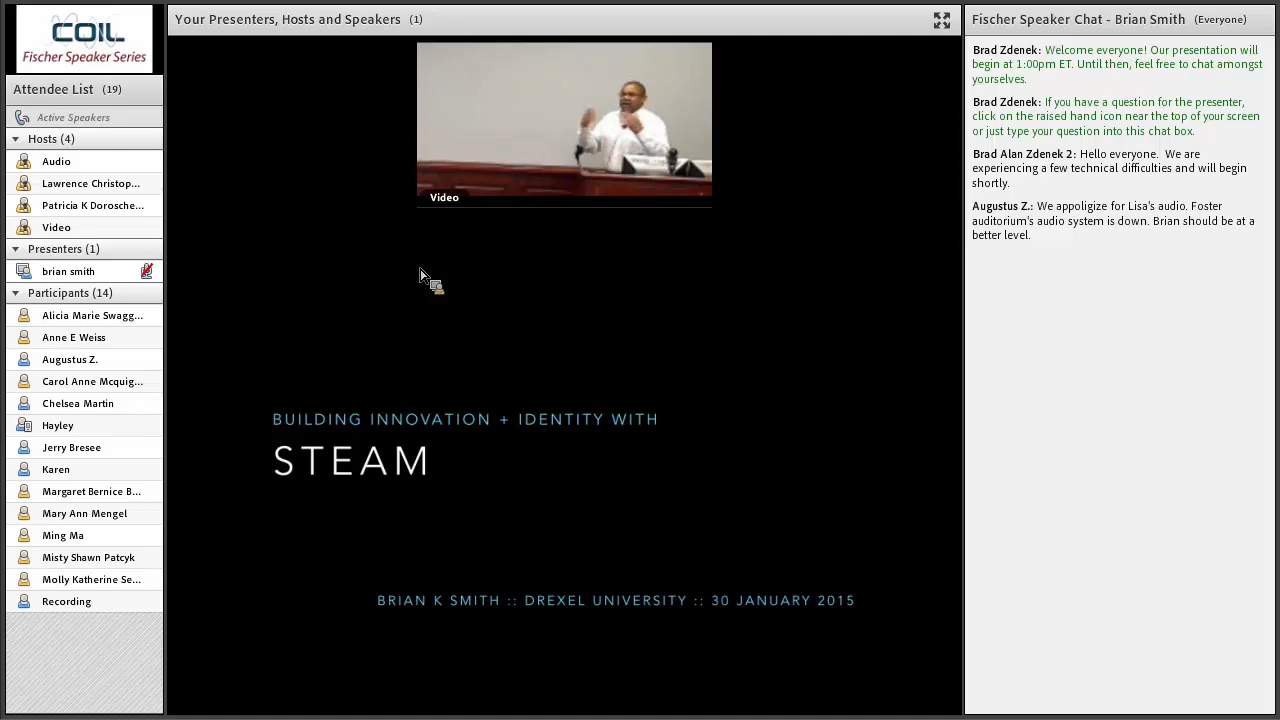 COIL
Fischer Speaker Series
Attendee List (19)
Active Speakers
Hosts (4)
Audio
Lawrence Christop...
Patricia K Dorosche...
Video
Presenters (1)
brian smith
Participants (14)
Alicia Marie Swagg...
Anne E Weiss
Augustus Z.
Carol Anne Mcquig...
Chelsea Martin
Hayley
Jerry Bresee
Karen
Margaret Bernice B...
Mary Ann Mengel
Ming Ma
Misty Shawn Patcyk
Molly Katherine Se...
Recording
Your Presenters, Hosts and Speakers (1)
Video
BUILDING INNOVATION + IDENTITY WITH
STEAM
BRIAN K SMITH :: DREXEL UNIVERSITY :: 30 JANUARY 2015
Fischer Speaker Chat - Brian Smith (Everyone)
Brad Zdenek: Welcome everyone! Our presentation will
begin at 1:00pm ET. Until then, feel free to chat amongst
yourselves.
Brad Zdenek: If you have a question for the presenter,
click on the raised hand icon near the top of your screen
or just type your question into this chat box.
Brad Alan Zdenek 2: Hello everyone. We are
experiencing a few technical difficulties and will begin
shortly.
Augustus Z.: We appoligize for Lisa's audio. Foster
auditorium's audio system is down. Brian should be at a
better level.